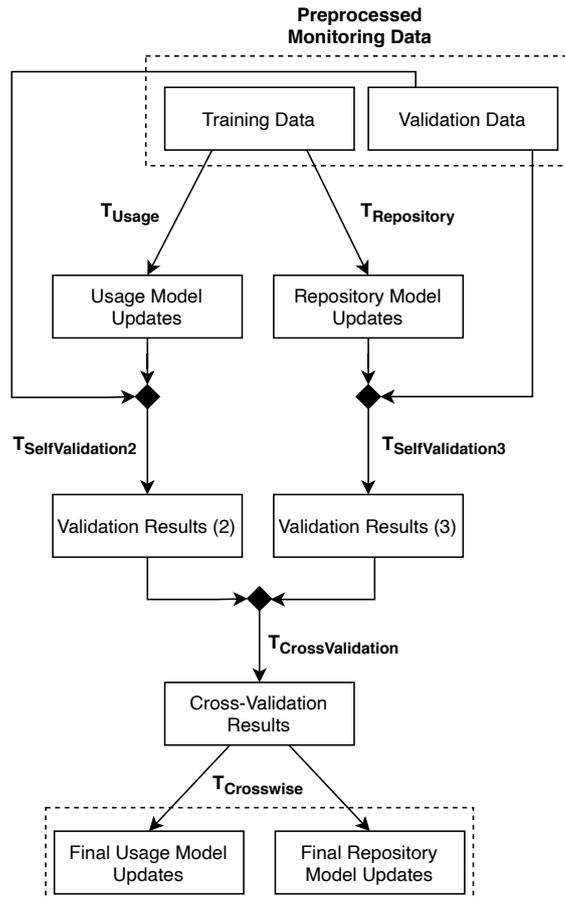 Preprocessed
Monitoring Data
Training Data
Validation Data
TUsage
TRepository
Usage Model
Updates
Repository Model
Updates
TSelfValidation2
TSelfValidation3
Validation Results (2)
Validation Results (3)
TCrossValidation
Cross-Validation
Results
TCrosswise
Final Usage Model
Updates
Final Repository
Model Updates